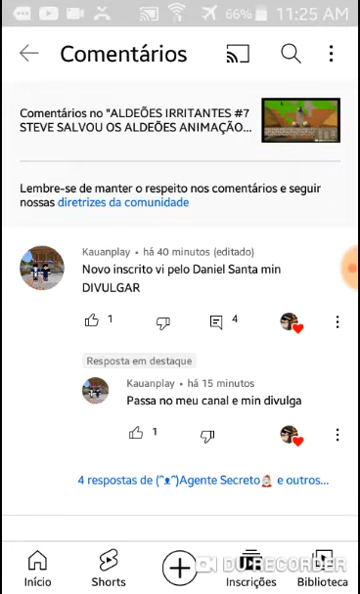 66% 11:25 AM
Comentários
Comentários no "ALDEÕES IRRITANTES #7
STEVE SALVOU OS ALDEÕES ANIMAÇÃO...
Lembre-se de manter o respeito nos comentários e seguir
nossas diretrizes da comunidade
Kauanplay • há 40 minutos (editado)
Novo inscrito vi pelo Daniel Santa min
DIVULGAR
1 4
Resposta em destaque
Kauanplay • há 15 minutos
Passa no meu canal e min divulga
1
4 respostas de (͡ᵔᴥᵔ)Agente Secreto🎅🏻 e outros...
DU RECORDER
Início Shorts Inscrições Biblioteca